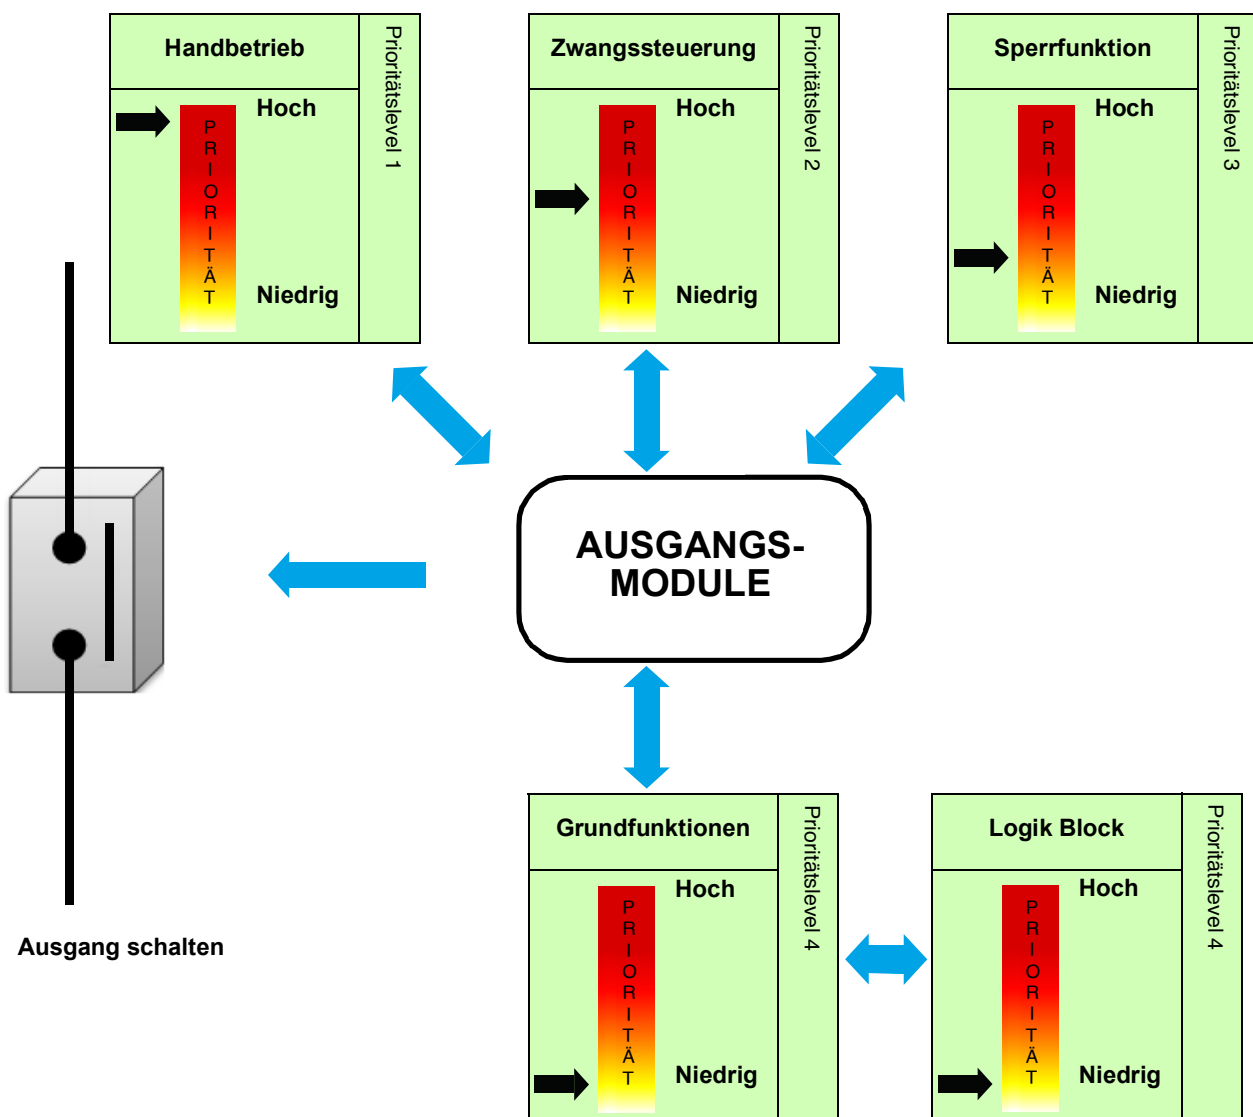 Handbetrieb
Prioritätslevel 1
Hoch
PRIORITÄT
Niedrig
Zwangssteuerung
Prioritätslevel 2
Hoch
PRIORITÄT
Niedrig
Sperrfunktion
Prioritätslevel 3
Hoch
PRIORITÄT
Niedrig
AUSGANGS-
MODULE
Ausgang schalten
Grundfunktionen
Prioritätslevel 4
Hoch
PRIORITÄT
Niedrig
Logik Block
Prioritätslevel 4
Hoch
PRIORITÄT
Niedrig